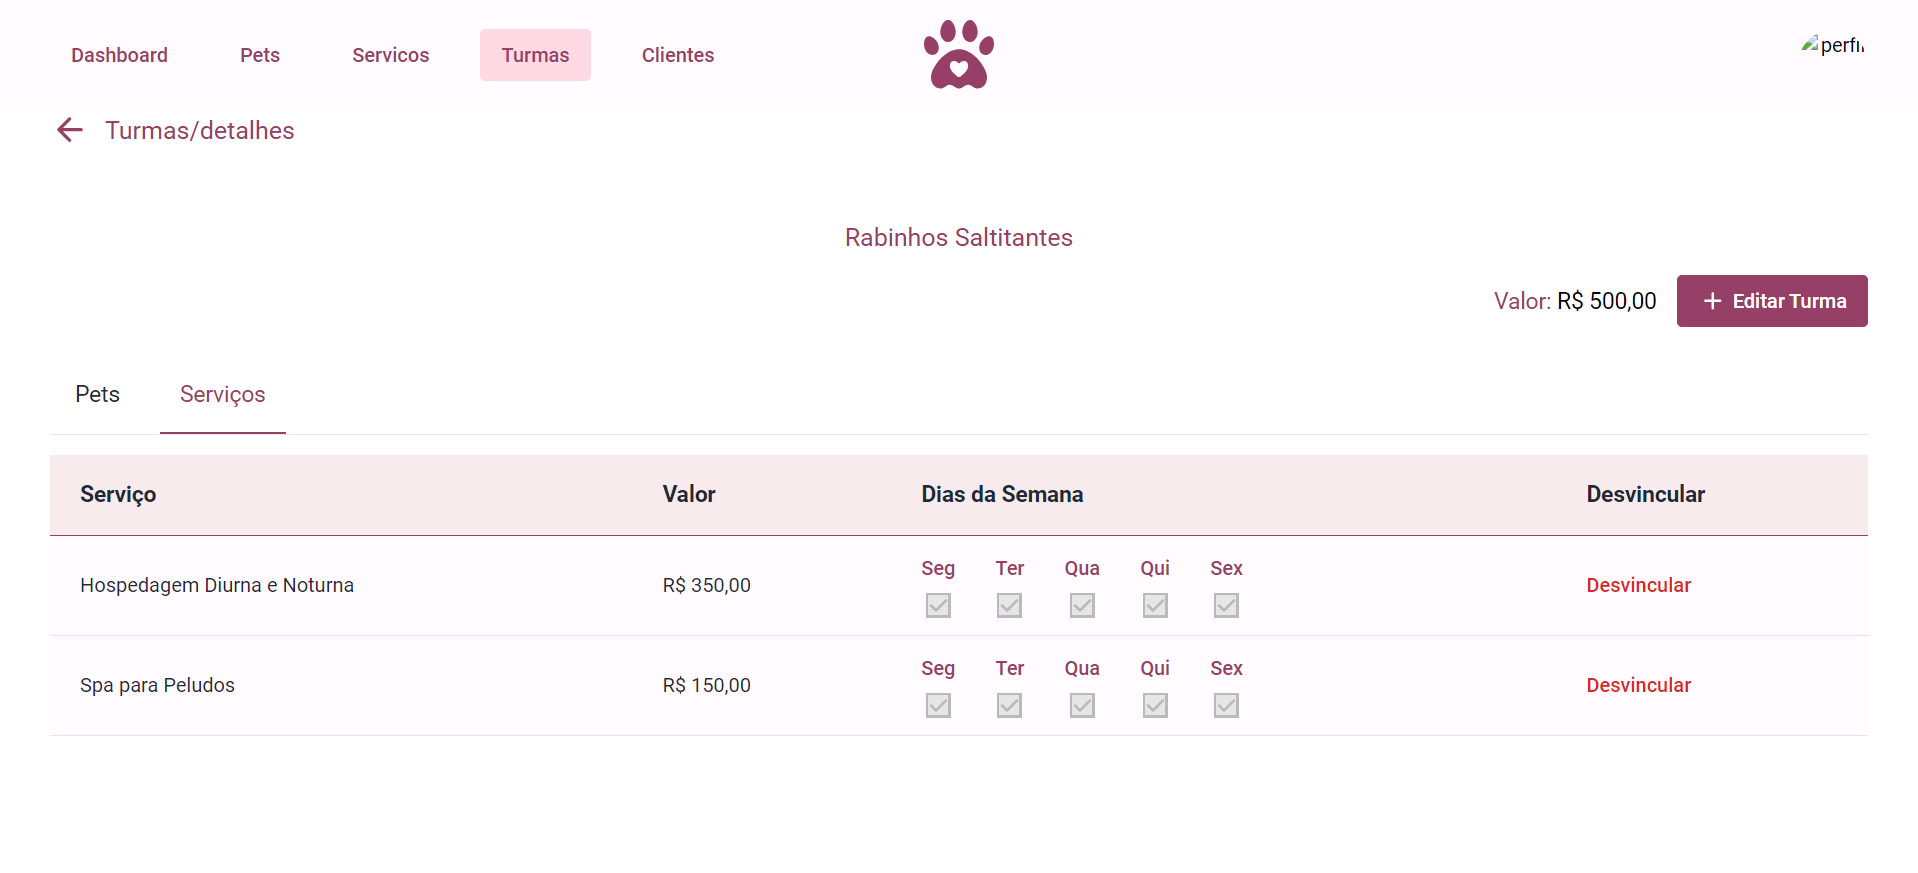 Dashboard Pets Servicos Turmas Clientes perfil
Turmas/detalhes
Rabinhos Saltitantes
Valor: R$ 500,00 Editar Turma
Pets Serviços
Serviço Valor Dias da Semana Desvincular
Seg Ter Qua Qui Sex
Hospedagem Diurna e Noturna R$ 350,00 Desvincular
Seg Ter Qua Qui Sex
Spa para Peludos R$ 150,00 Desvincular